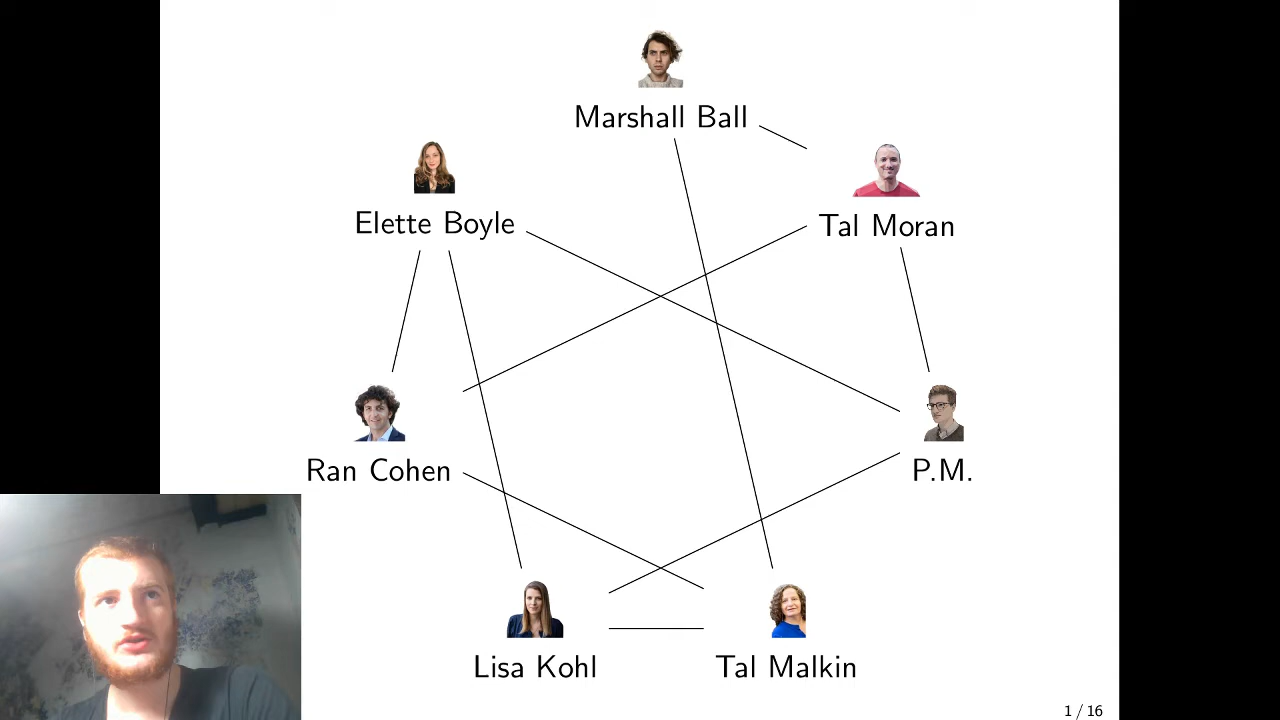 Marshall Ball
Elette Boyle
Tal Moran
Ran Cohen
P.M.
Lisa Kohl
Tal Malkin
1 / 16